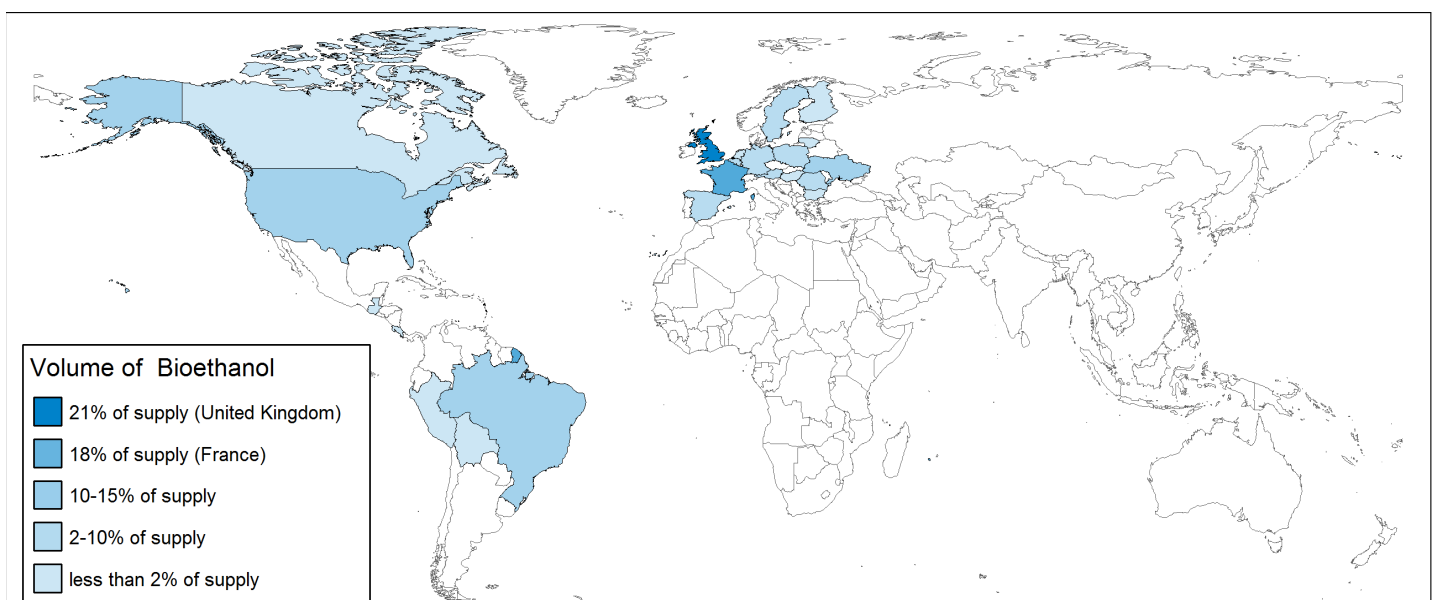 Volume of  Bioethanol
21% of supply (United Kingdom)
18% of supply (France)
10-15% of supply
2-10% of supply
less than 2% of supply